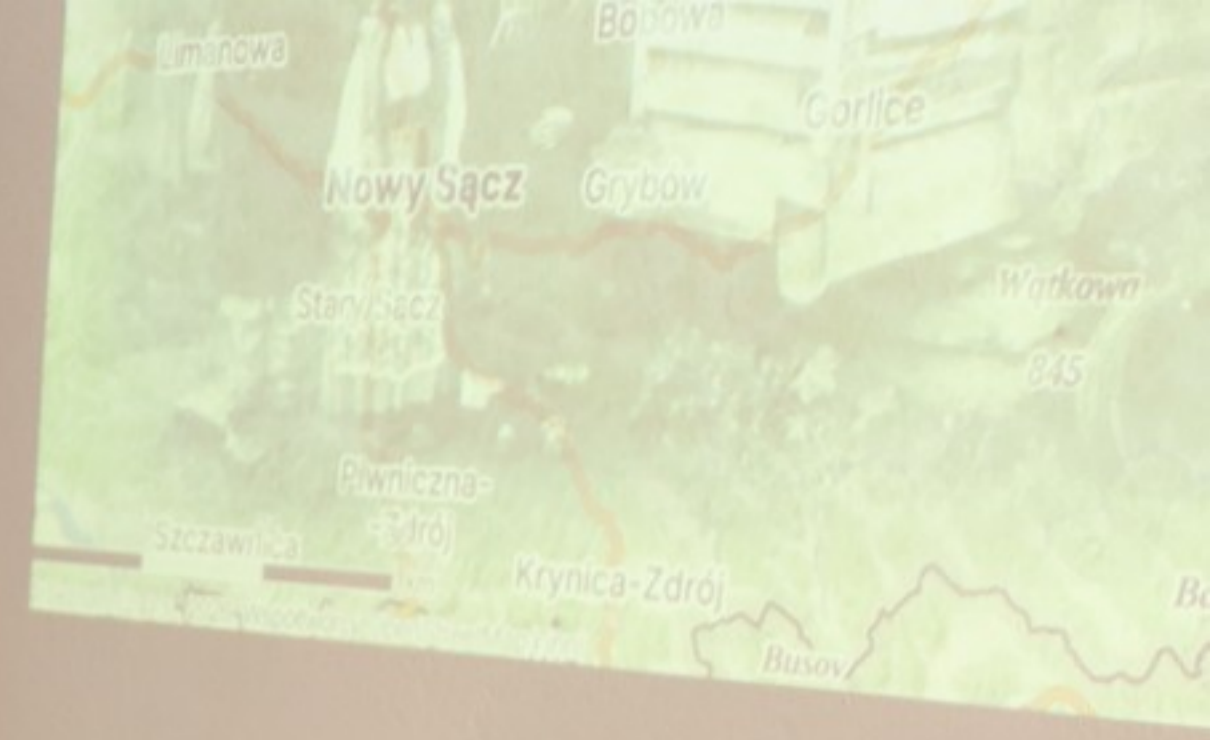 Bobowa
Limanowa
Gorlice
Nowy Sącz
Grybów
Wątkowa
Stary Sącz
845
Piwniczna-
-Zdrój
Szczawnica
Krynica-Zdrój
Busov